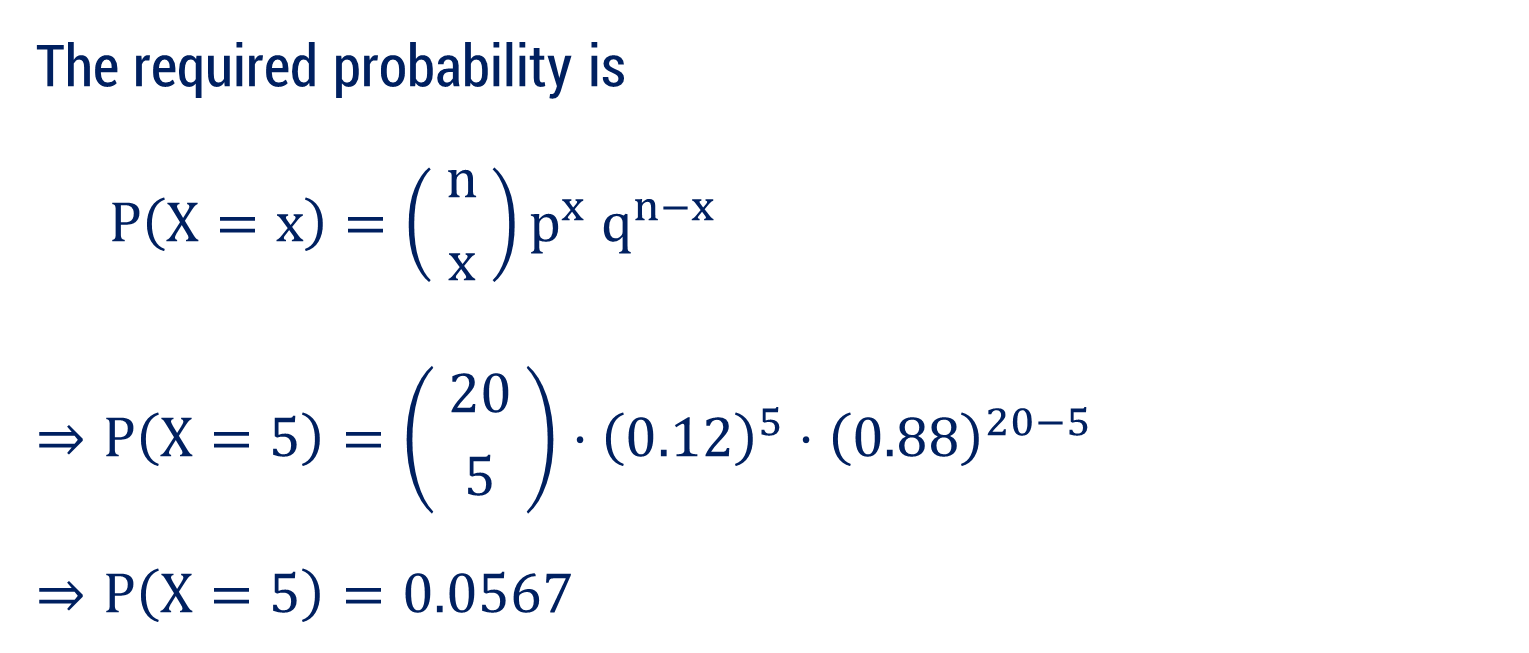 The required probability is
P(X = x) = (n x) p^x q^{n−x}
⇒ P(X = 5) = (20 5) · (0.12)^5 · (0.88)^{20−5}
⇒ P(X = 5) = 0.0567